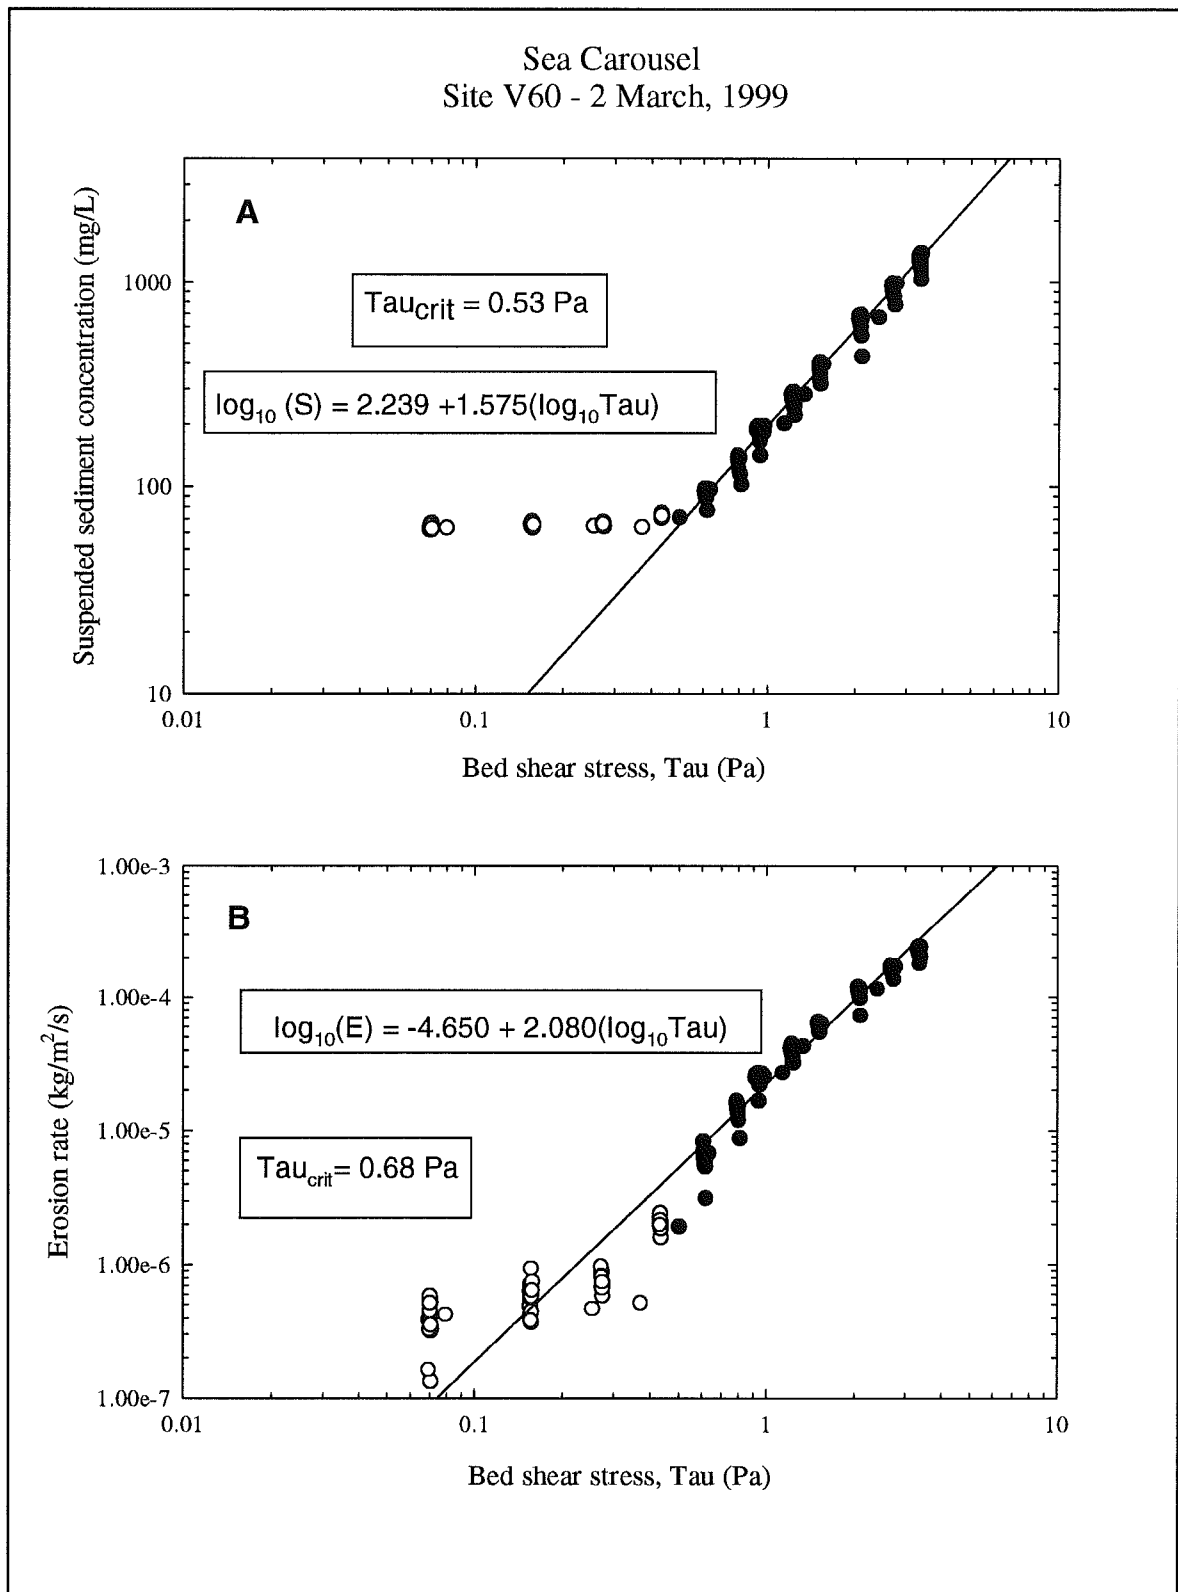 Sea Carousel
Site V60 - 2 March, 1999
A
Tau_crit = 0.53 Pa
log₁₀ (S) = 2.239 +1.575(log₁₀Tau)
Suspended sediment concentration (mg/L)
1000
100
10
0.01 0.1 1 10
Bed shear stress, Tau (Pa)
B
log₁₀(E) = -4.650 + 2.080(log₁₀Tau)
Tau_crit= 0.68 Pa
Erosion rate (kg/m²/s)
1.00e-3
1.00e-4
1.00e-5
1.00e-6
1.00e-7
0.01 0.1 1 10
Bed shear stress, Tau (Pa)